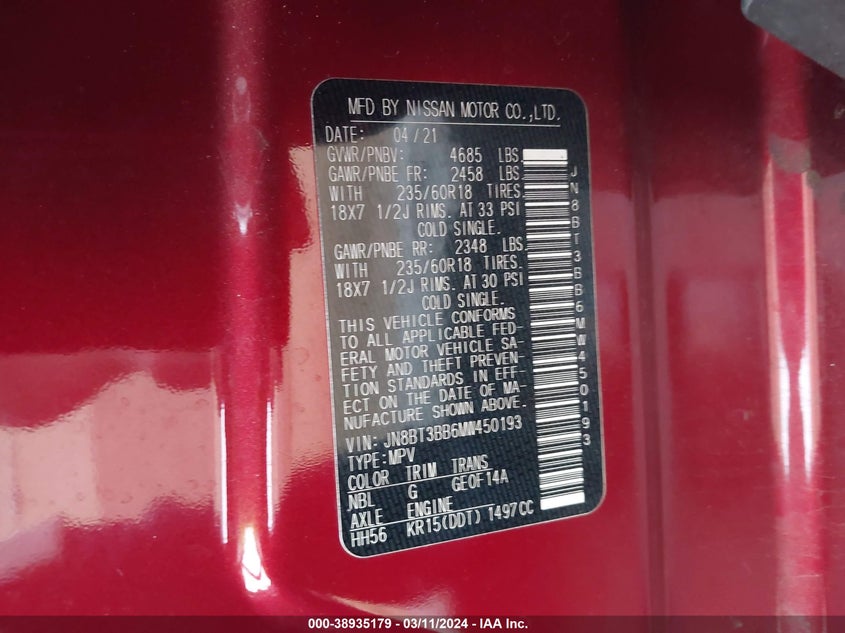 MFD BY NISSAN MOTOR CO.,LTD.
DATE: 04/21
GVWR/PNBV: 4685 LBS.
GAWR/PNBE FR: 2458 LBS.
WITH 235/60R18 TIRES.
18X7 1/2J RIMS. AT 33 PSI
COLD SINGLE.
GAWR/PNBE RR: 2348 LBS
WITH 235/60R18 TIRES.
18X7 1/2J RIMS. AT 30 PSI
COLD SINGLE.
THIS VEHICLE CONFORMS
TO ALL APPLICABLE FED-
ERAL MOTOR VEHICLE SA-
FETY AND THEFT PREVEN-
TION STANDARDS IN EFF-
ECT ON THE DATE OF MA-
NUFACTURE SHOWN ABOVE.
VIN: JN8BT3BB6MW450193
TYPE:MPV
COLOR TRIM TRANS
NBL G GE0F14A
AXLE ENGINE
HH56 KR15(DDT) 1497CC
JN8BT3BB6MW450193
000-38935179 - 03/11/2024 - IAA Inc.